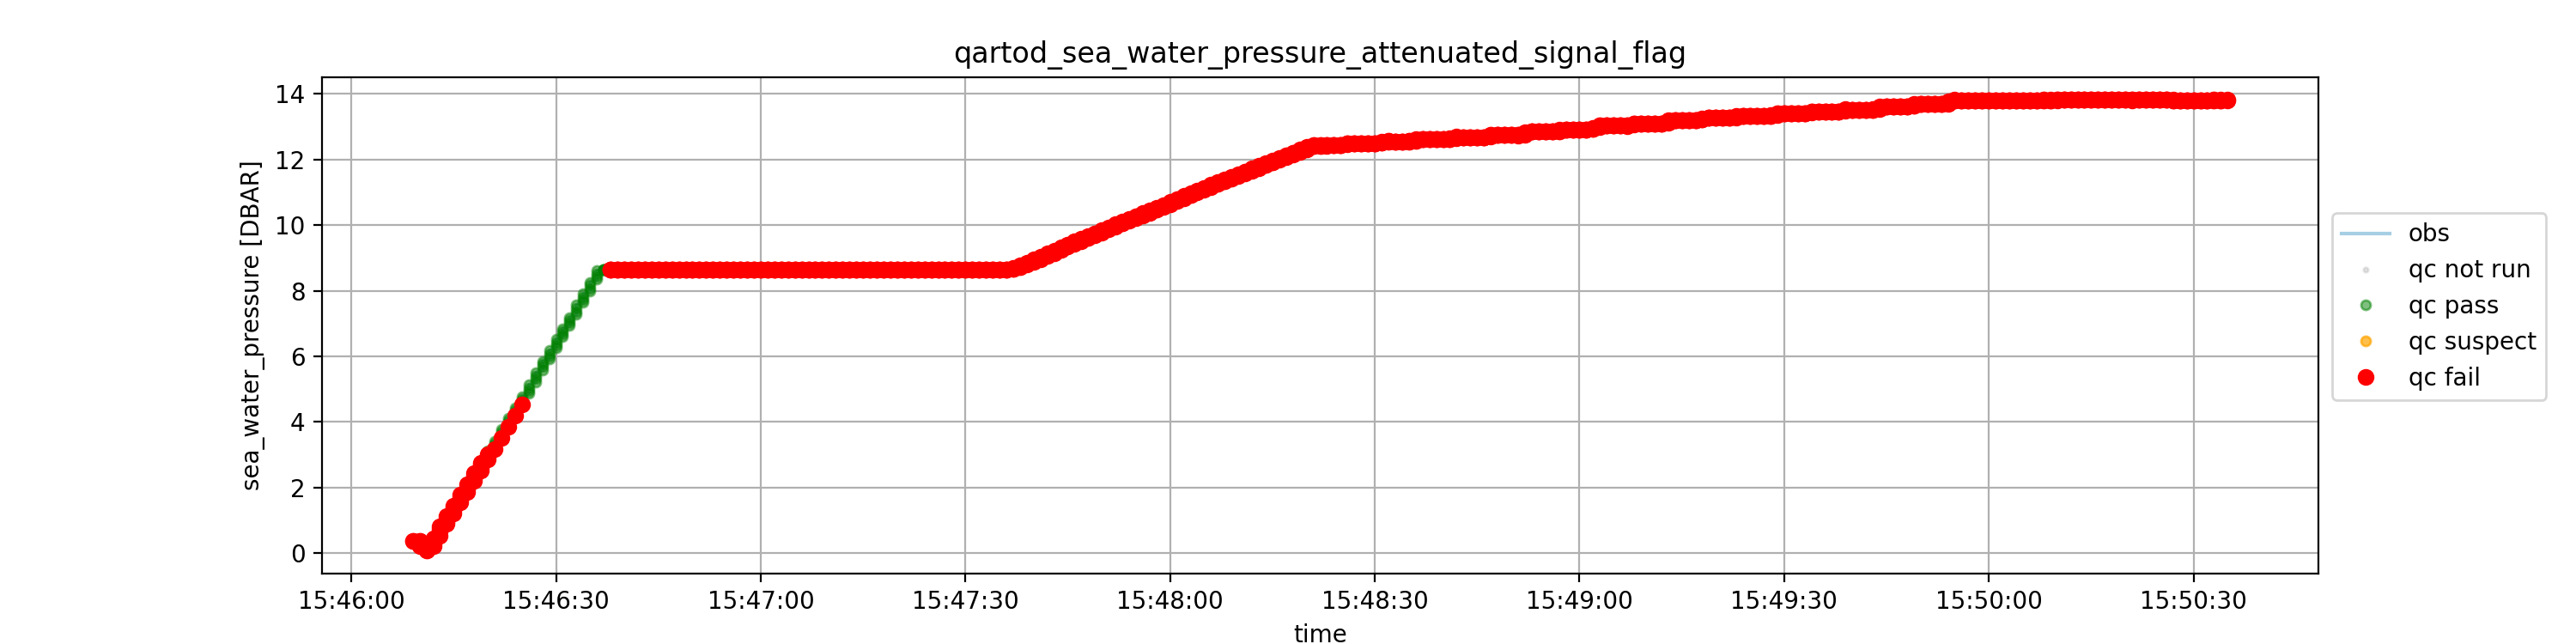 qartod_sea_water_pressure_attenuated_signal_flag
sea_water_pressure [DBAR]
14
12
10
8
6
4
2
0
15:46:00 15:46:30 15:47:00 15:47:30 15:48:00 15:48:30 15:49:00 15:49:30 15:50:00 15:50:30
time
obs
qc not run
qc pass
qc suspect
qc fail